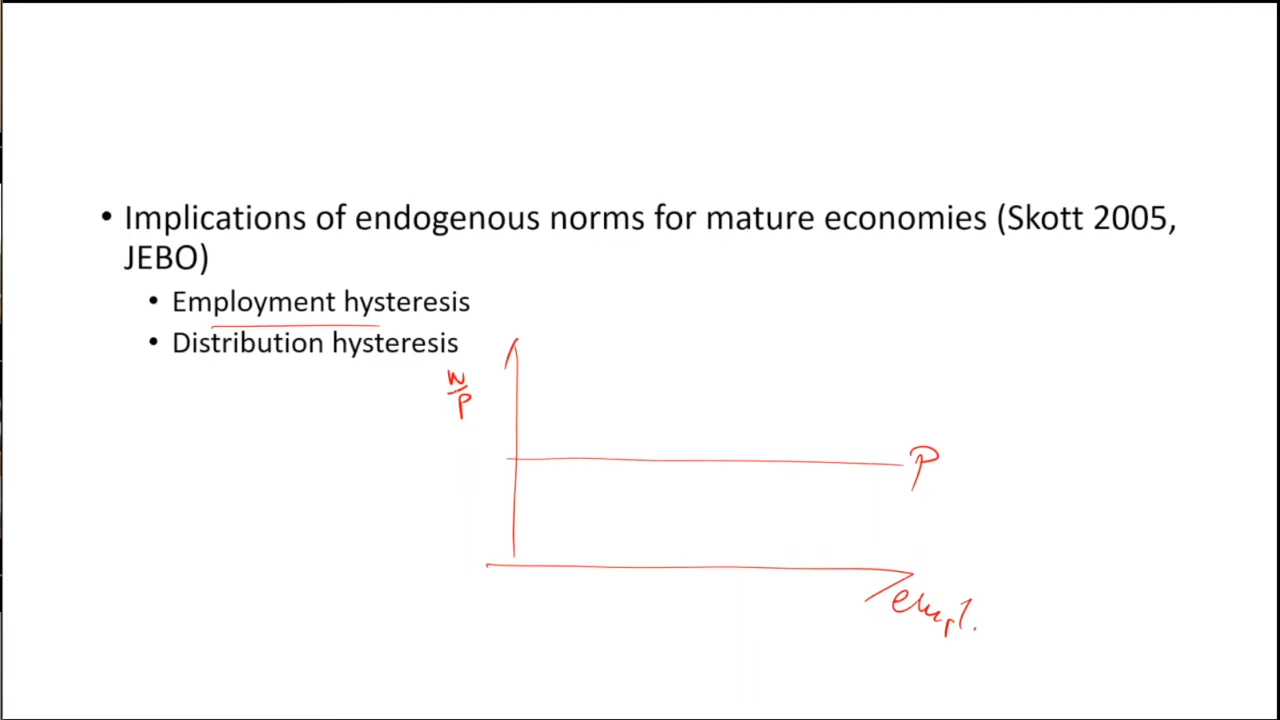 • Implications of endogenous norms for mature economies (Skott 2005,
JEBO)
• Employment hysteresis
• Distribution hysteresis
w/p
P
empl.